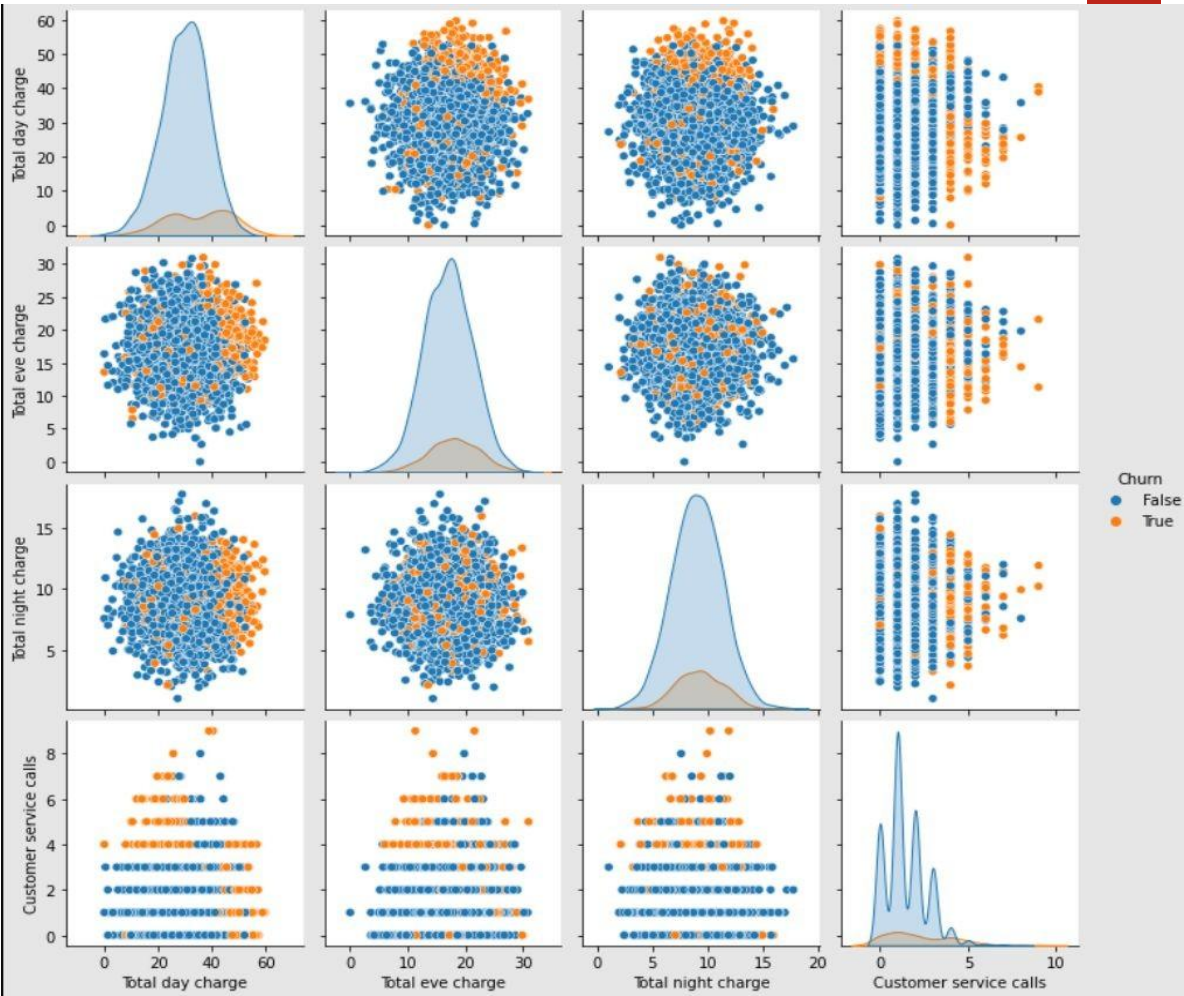 Total day charge
60
50
40
30
20
10
0
Total eve charge
30
25
20
15
10
5
0
Churn
False
True
Total night charge
15
10
5
Customer service calls
8
6
4
2
0
0 20 40 60 0 10 20 30 0 5 10 15 20 0 5 10
Total day charge Total eve charge Total night charge Customer service calls